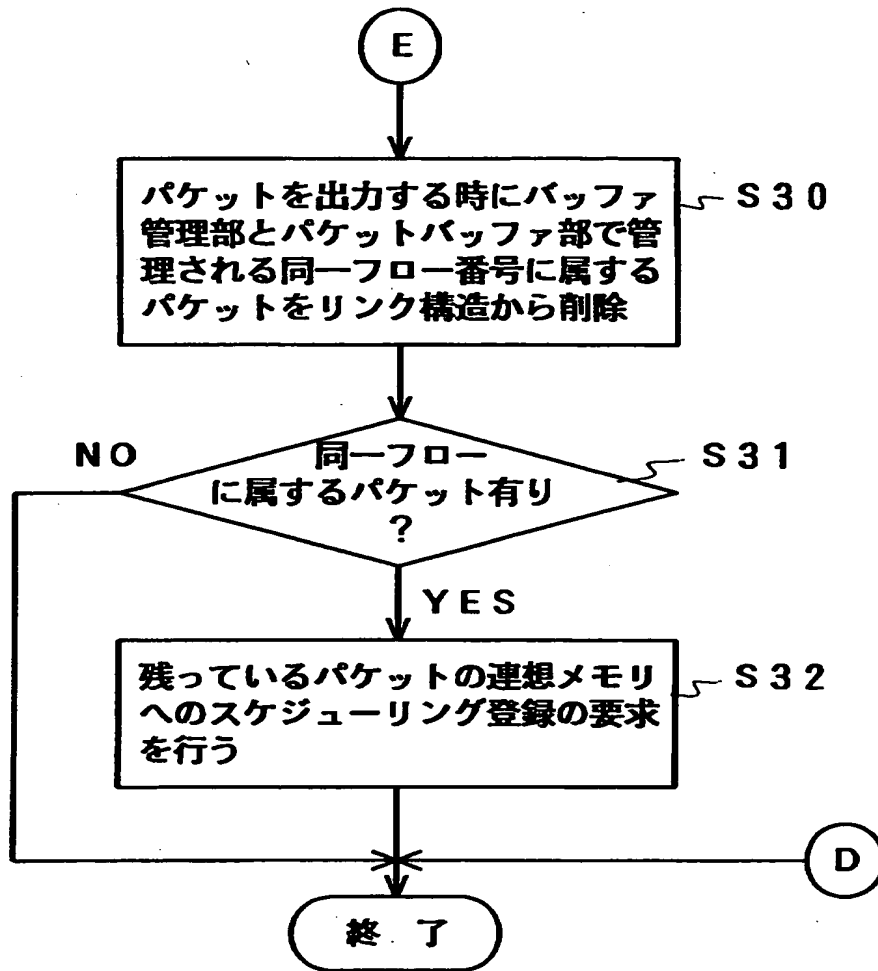 E
パケットを出力する時にバッファ
管理部とパケットバッファ部で管
理される同一フロー番号に属する
パケットをリンク構造から削除
S30
NO
同一フロー
に属するパケット有り
?
S31
YES
残っているパケットの連想メモリ
へのスケジューリング登録の要求
を行う
S32
D
終了